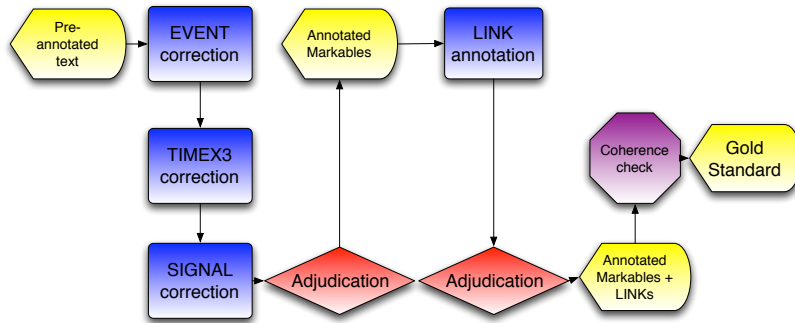 Pre-
annotated
text
EVENT
correction
TIMEX3
correction
SIGNAL
correction
Adjudication
Annotated
Markables
LINK
annotation
Adjudication
Annotated
Markables +
LINKs
Coherence
check
Gold
Standard